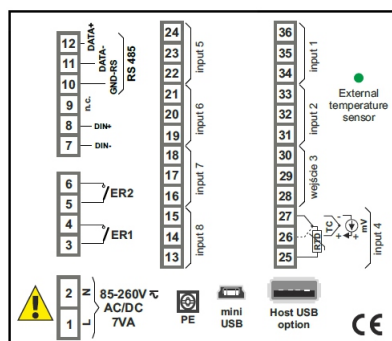 12 DATA+
11 DATA-
10 GND-RS
RS 485
9 n.c.
8 DIN+
7 DIN-
6
5
ER2
4
3
ER1
2 N
1 L
85-260V
AC/DC
7VA
24
23
22
input 5
21
20
19
input 6
18
17
16
input 7
15
14
13
input 8
36
35
34
input 1
33
32
31
input 2
30
29
28
wejście 3
27
26
25
RTD
TC
- +
- +
mV
input 4
External
temperature
sensor
PE
mini
USB
Host USB
option
CE